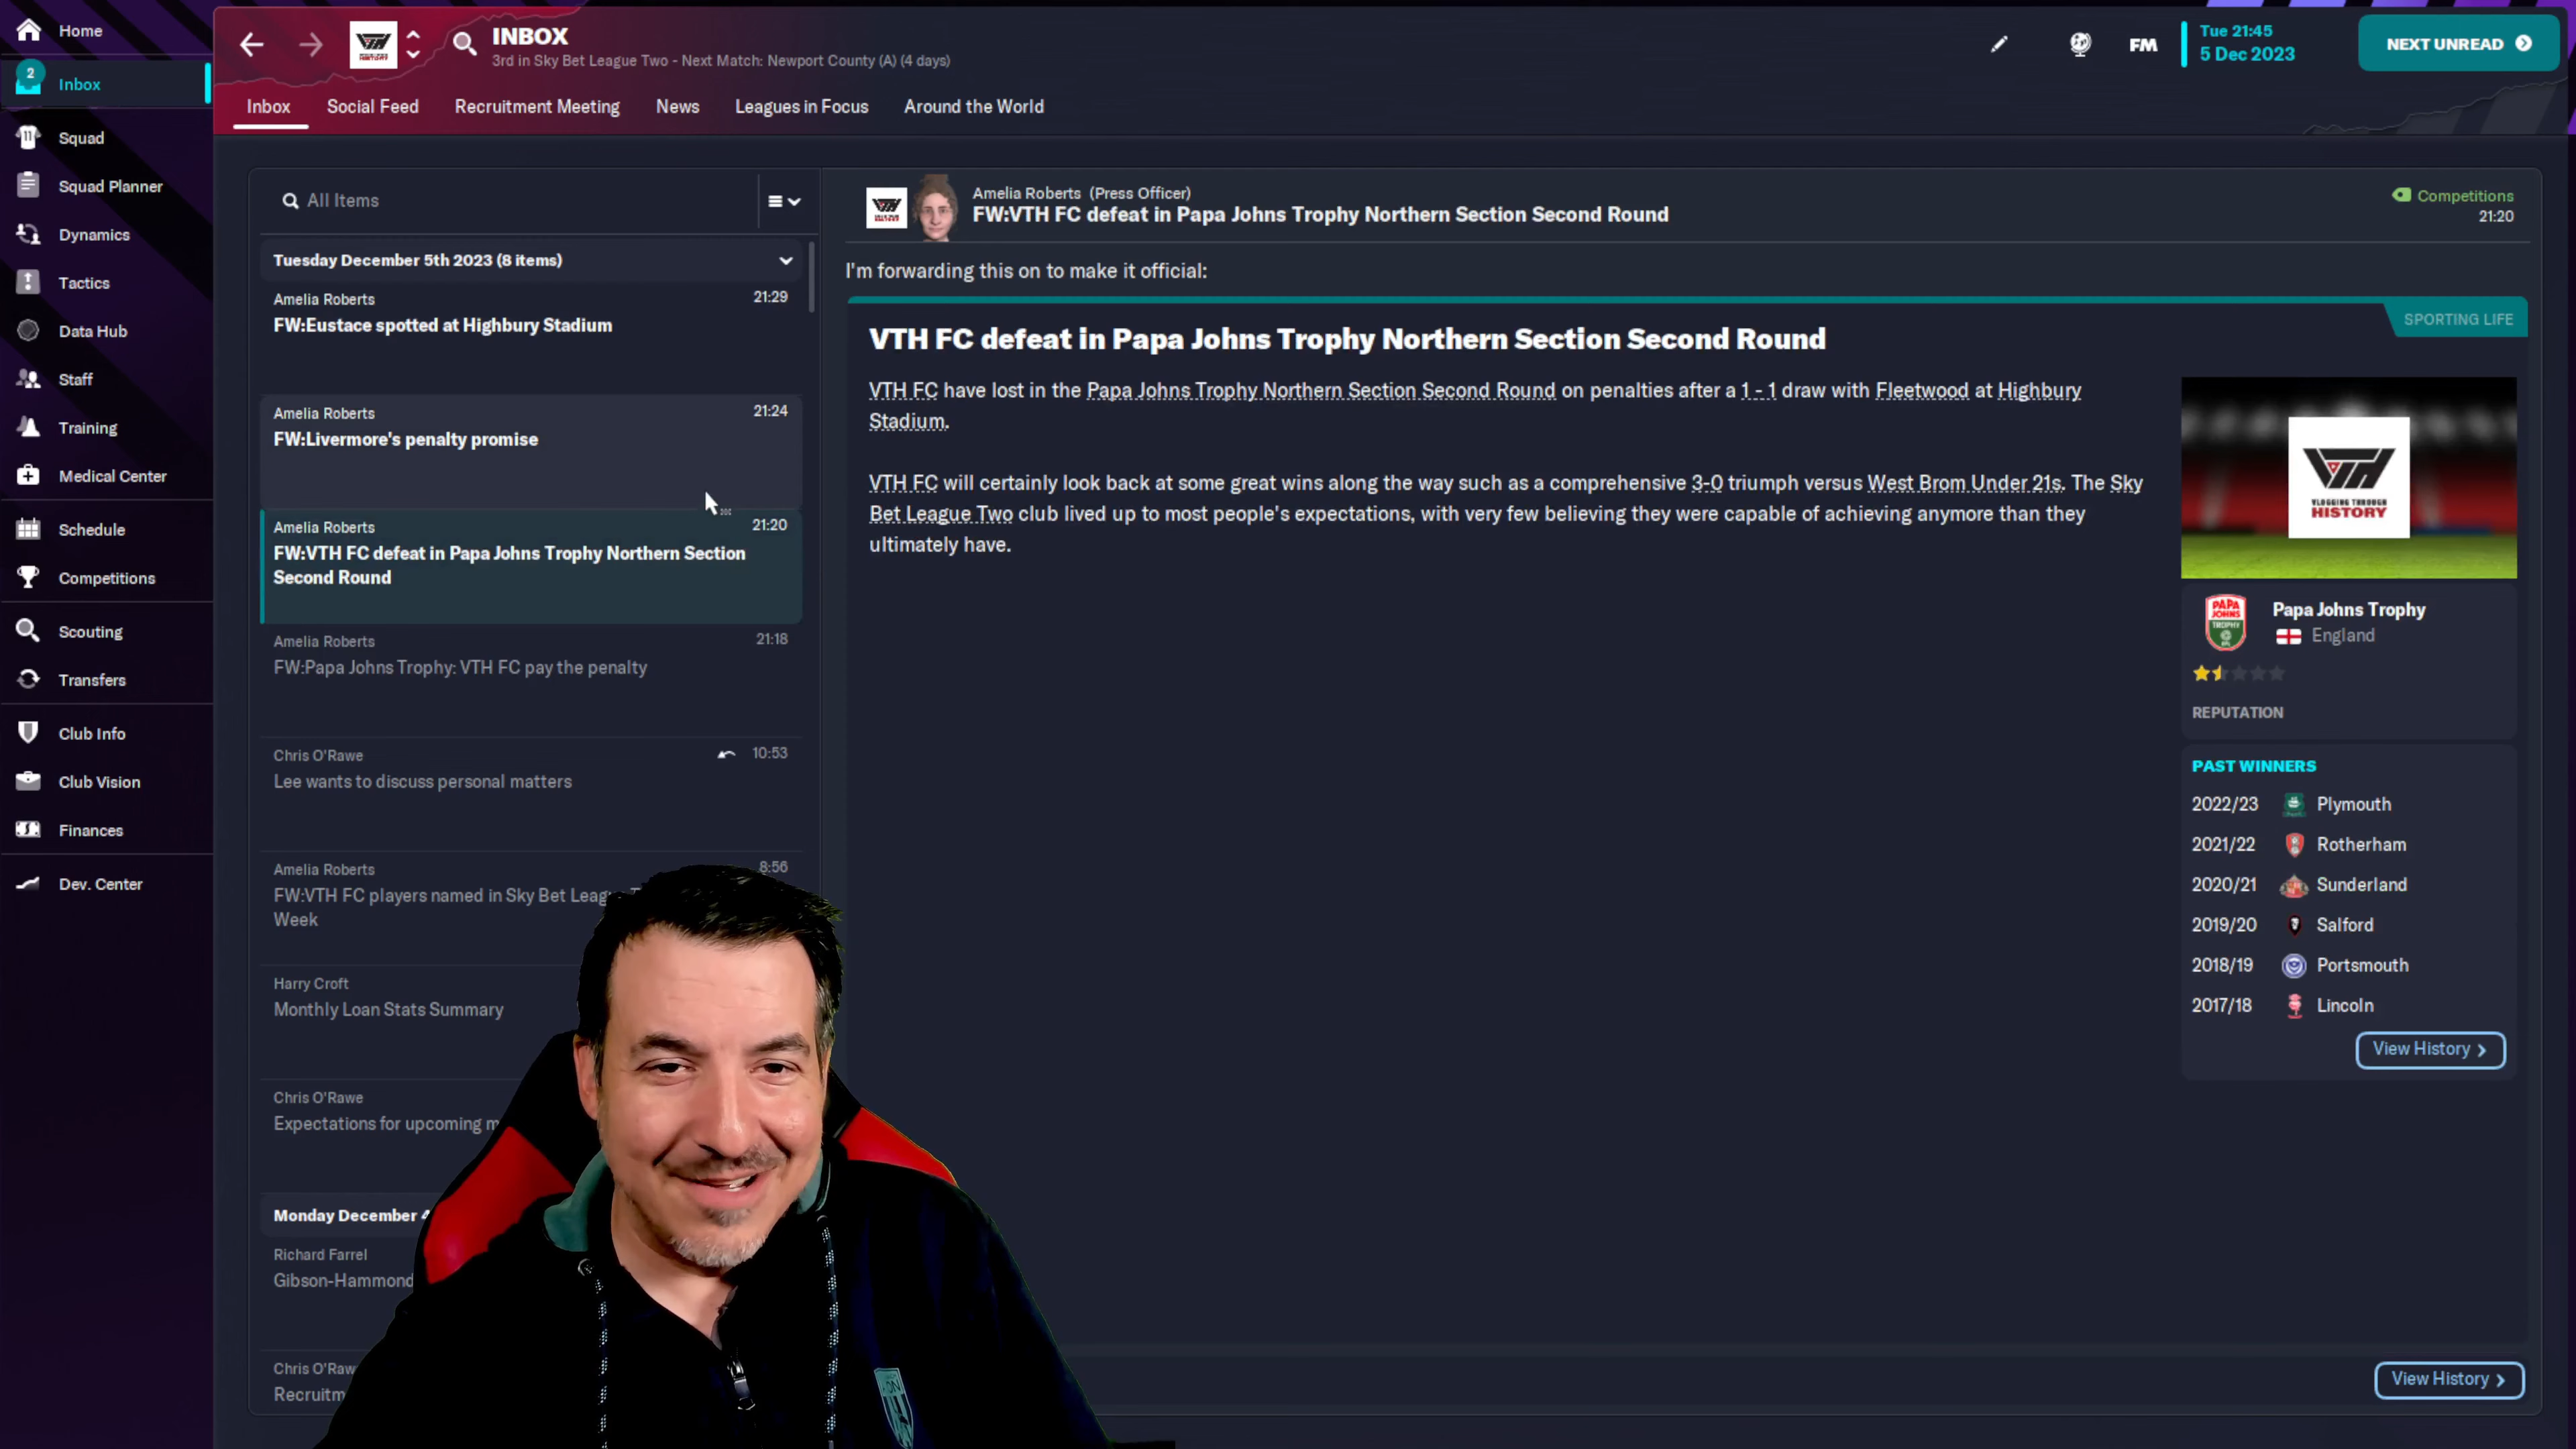 Home
2
Inbox
Squad
Squad Planner
Dynamics
Tactics
Data Hub
Staff
Training
Medical Center
Schedule
Competitions
Scouting
Transfers
Club Info
Club Vision
Finances
Dev. Center
INBOX
3rd in Sky Bet League Two - Next Match: Newport County (A) (4 days)
FM
Tue 21:45
5 Dec 2023
NEXT UNREAD
Inbox
Social Feed
Recruitment Meeting
News
Leagues in Focus
Around the World
All Items
Tuesday December 5th 2023 (8 items)
Amelia Roberts 21:29
FW:Eustace spotted at Highbury Stadium
Amelia Roberts 21:24
FW:Livermore's penalty promise
Amelia Roberts 21:20
FW:VTH FC defeat in Papa Johns Trophy Northern Section
Second Round
Amelia Roberts 21:18
FW:Papa Johns Trophy: VTH FC pay the penalty
Chris O'Rawe 10:53
Lee wants to discuss personal matters
Amelia Roberts 8:56
FW:VTH FC players named in Sky Bet
Week
Harry Croft
Monthly Loan Stats Summary
Chris O'Rawe
Expectations for upcoming
Monday December
Richard Farrel
Gibson-Hammond
Chris
Amelia Roberts (Press Officer)
FW:VTH FC defeat in Papa Johns Trophy Northern Section Second Round
Competitions
21:20
I'm forwarding this on to make it official:
SPORTING LIFE
VTH FC defeat in Papa Johns Trophy Northern Section Second Round
VTH FC have lost in the Papa Johns Trophy Northern Section Second Round on penalties after a 1 - 1 draw with Fleetwood at Highbury
Stadium.
VTH FC will certainly look back at some great wins along the way such as a comprehensive 3-0 triumph versus West Brom Under 21s. The Sky
Bet League Two club lived up to most people's expectations, with very few believing they were capable of achieving anymore than they
ultimately have.
VTH
VLOGGING THROUGH
HISTORY
PAPA
JOHNS
TROPHY
Papa Johns Trophy
England
REPUTATION
PAST WINNERS
2022/23 Plymouth
2021/22 Rotherham
2020/21 Sunderland
2019/20 Salford
2018/19 Portsmouth
2017/18 Lincoln
View History
View History